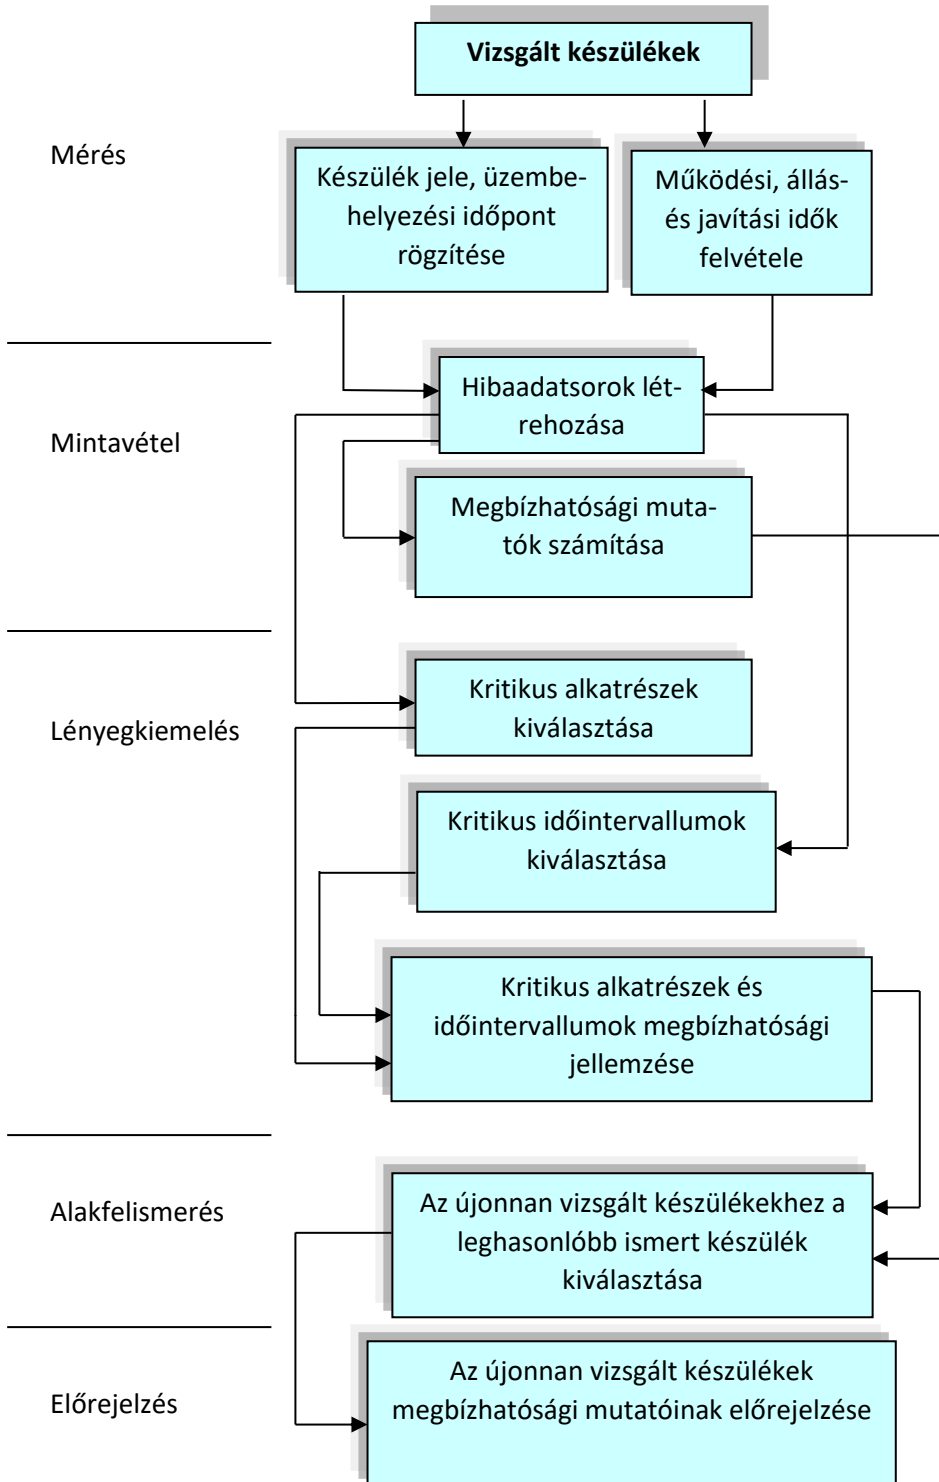 Vizsgált készülékek
Mérés
Készülék jele, üzembe-
helyezési időpont
rögzítése
Működési, állás-
és javítási idők
felvétele
Hibaadatsorok lét-
rehozása
Mintavétel
Megbízhatósági muta-
tók számítása
Lényegkiemelés
Kritikus alkatrészek
kiválasztása
Kritikus időintervallumok
kiválasztása
Kritikus alkatrészek és
időintervallumok megbízhatósági
jellemzése
Alakfelismerés
Az újonnan vizsgált készülékekhez a
leghasonlóbb ismert készülék
kiválasztása
Előrejelzés
Az újonnan vizsgált készülékek
megbízhatósági mutatóinak előrejelzése